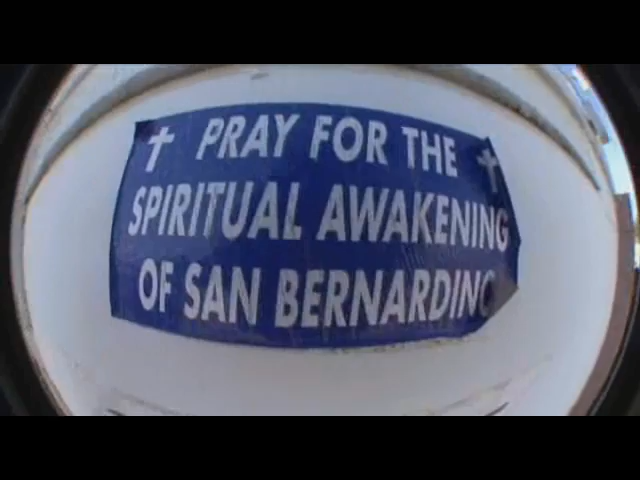 PRAY FOR THE
SPIRITUAL AWAKENING
OF SAN BERNARDINO